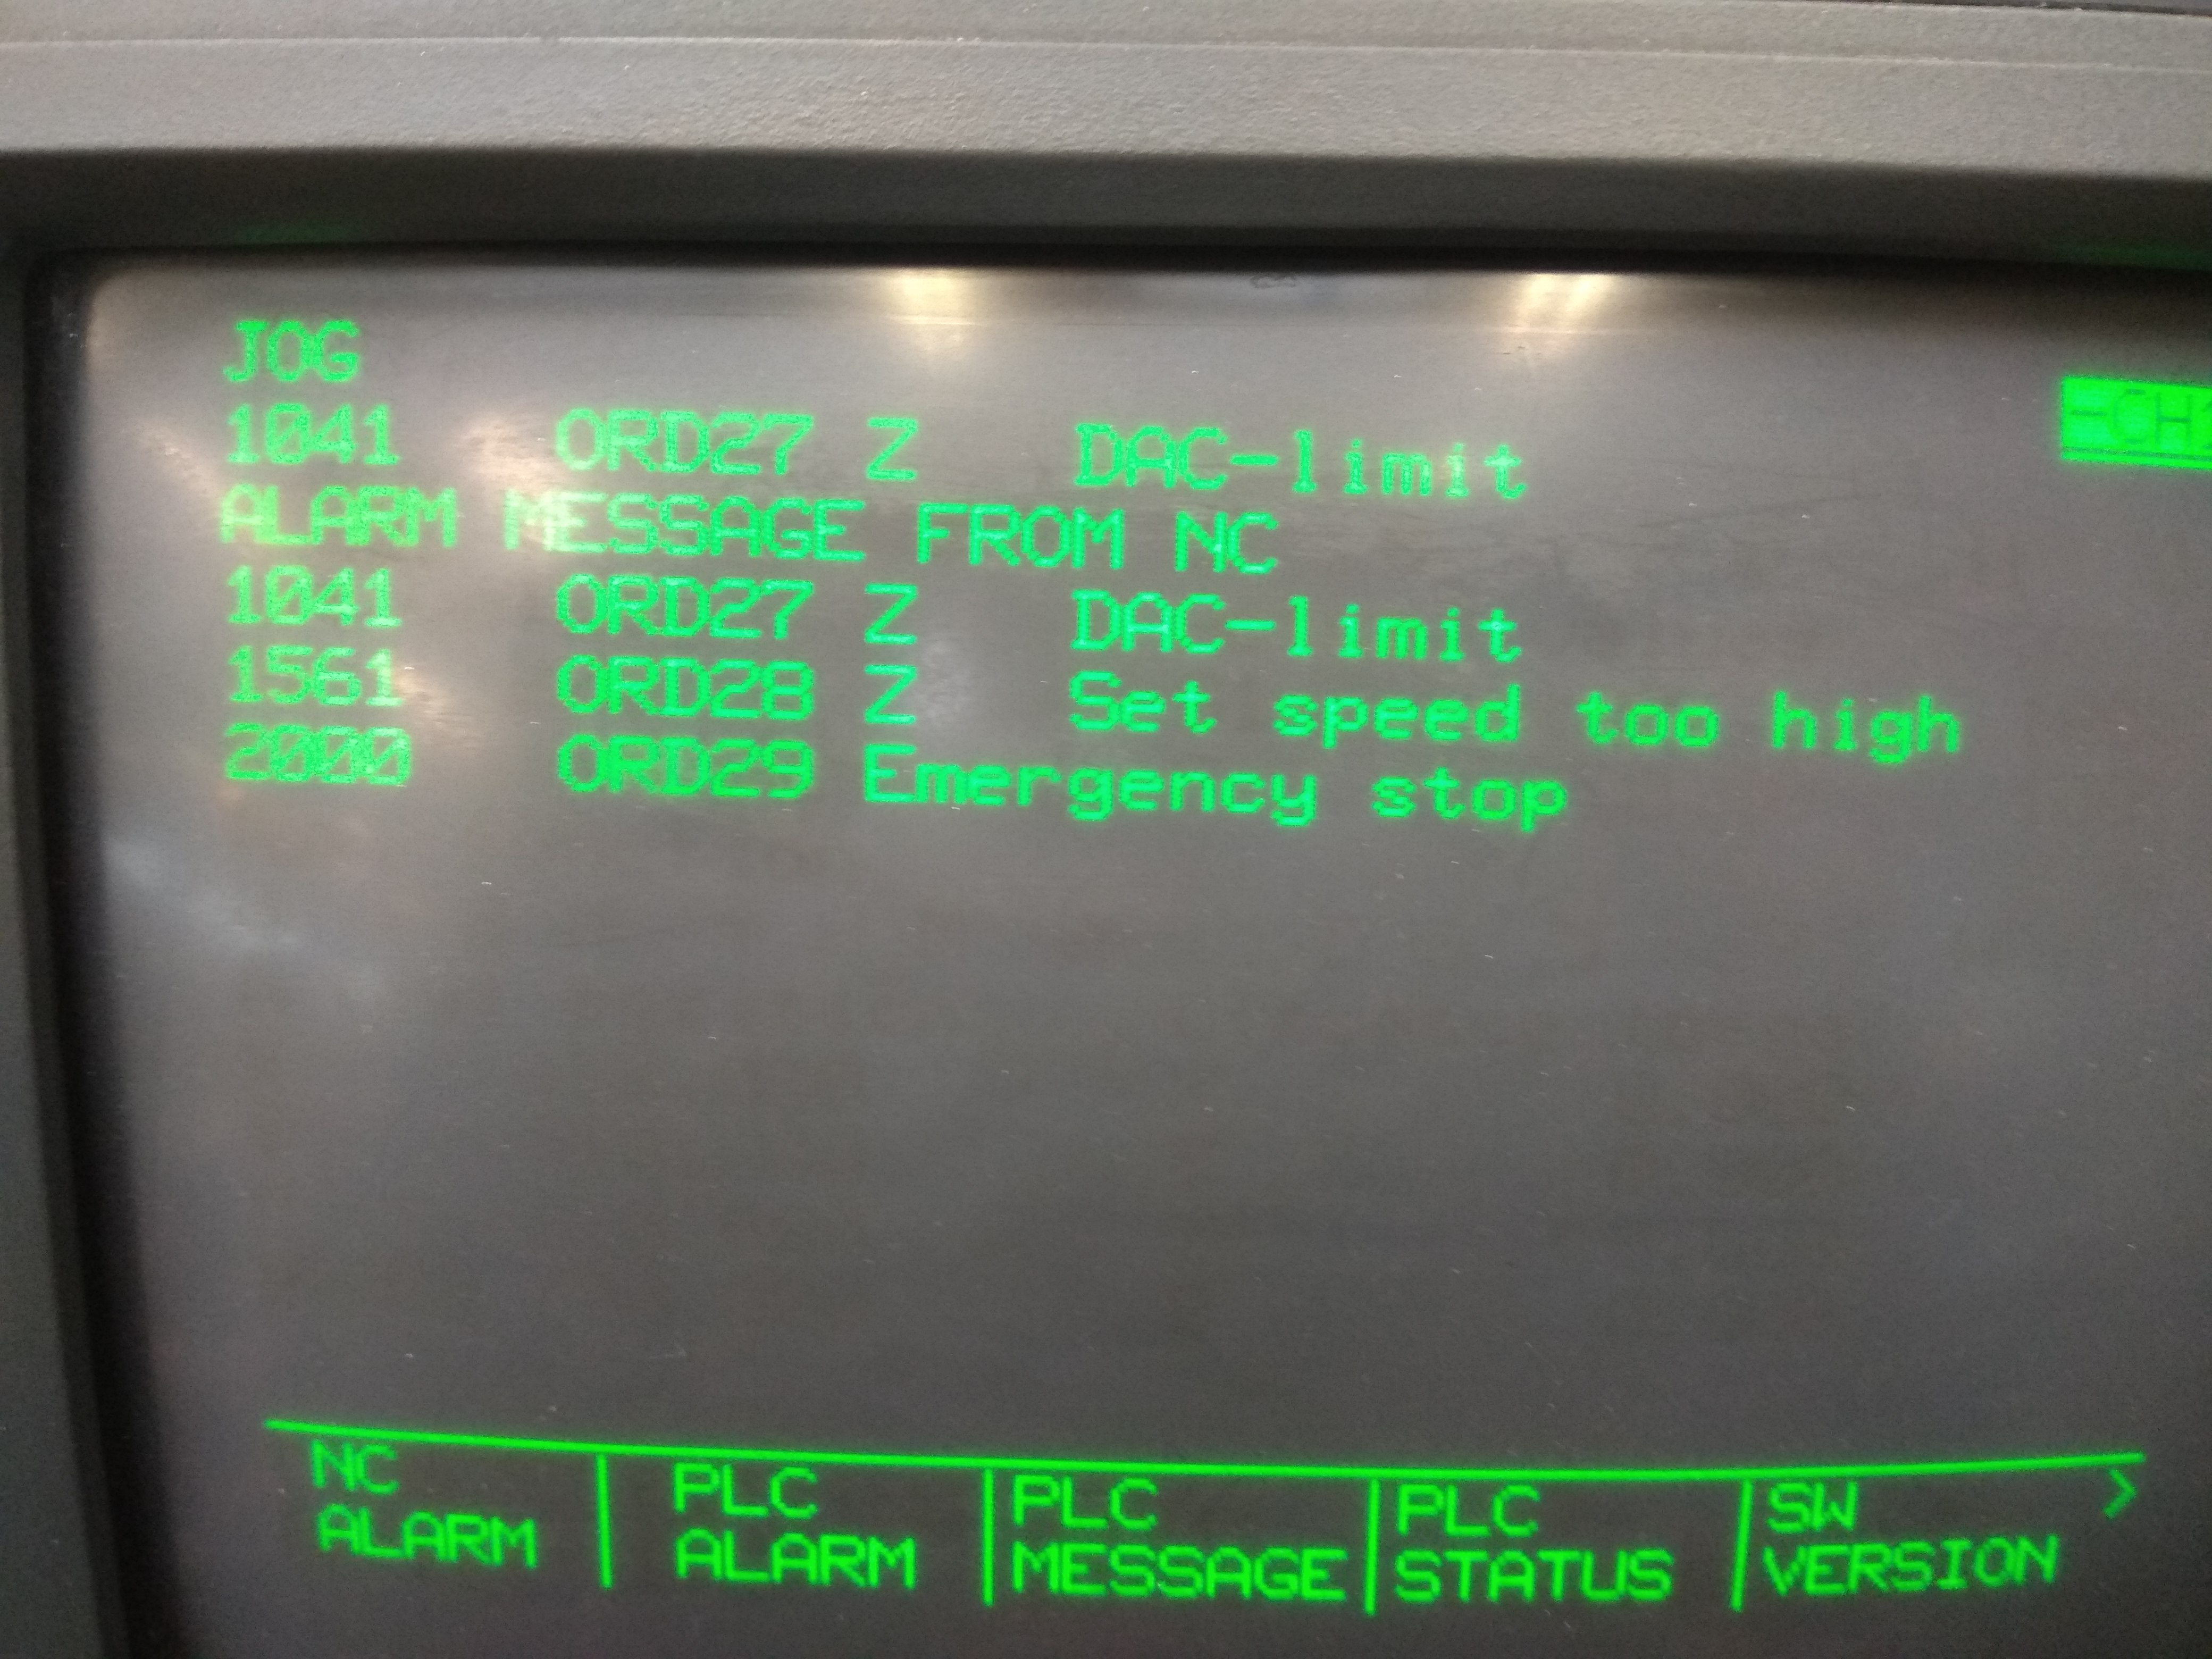 JOG
-CH
1041 ORD27 Z DAC-limit
ALARM MESSAGE FROM NC
1041 ORD27 Z DAC-limit
1561 ORD28 Z Set speed too high
2000 ORD29 Emergency stop
NC PLC PLC PLC SW >
ALARM ALARM MESSAGE STATUS VERSION